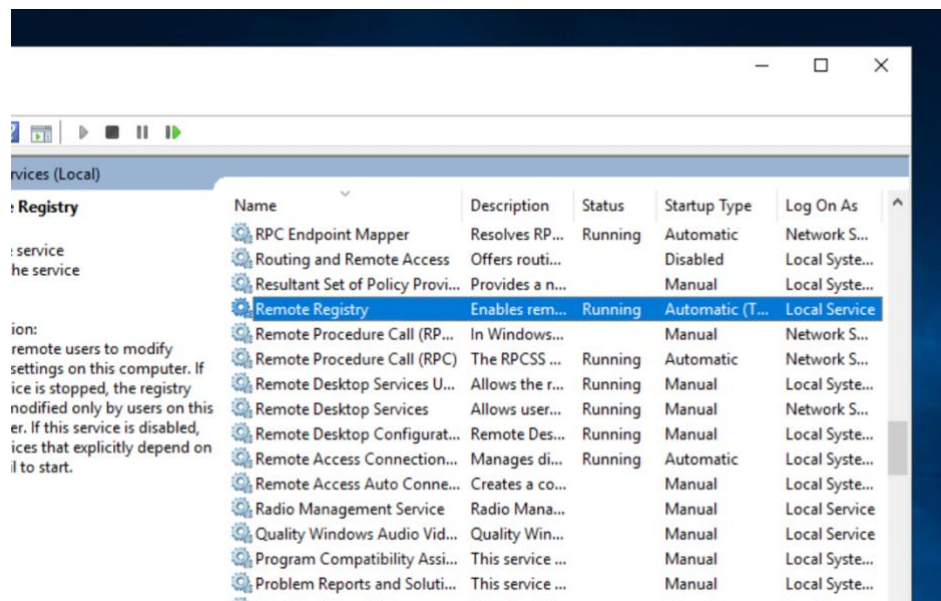 rvices (Local)
Registry
service
he service
ion:
remote users to modify
settings on this computer. If
ice is stopped, the registry
nodified only by users on this
er. If this service is disabled,
ices that explicitly depend on
il to start.
Name Description Status Startup Type Log On As
RPC Endpoint Mapper Resolves RP... Running Automatic Network S...
Routing and Remote Access Offers routi... Disabled Local Syste...
Resultant Set of Policy Provi... Provides a n... Manual Local Syste...
Remote Registry Enables rem... Running Automatic (T... Local Service
Remote Procedure Call (RP... In Windows... Manual Network S...
Remote Procedure Call (RPC) The RPCSS ... Running Automatic Network S...
Remote Desktop Services U... Allows the r... Running Manual Local Syste...
Remote Desktop Services Allows user... Running Manual Network S...
Remote Desktop Configurat... Remote Des... Running Manual Local Syste...
Remote Access Connection... Manages di... Running Automatic Local Syste...
Remote Access Auto Conne... Creates a co... Manual Local Syste...
Radio Management Service Radio Mana... Manual Local Service
Quality Windows Audio Vid... Quality Win... Manual Local Service
Program Compatibility Assi... This service ... Manual Local Syste...
Problem Reports and Soluti... This service ... Manual Local Syste...